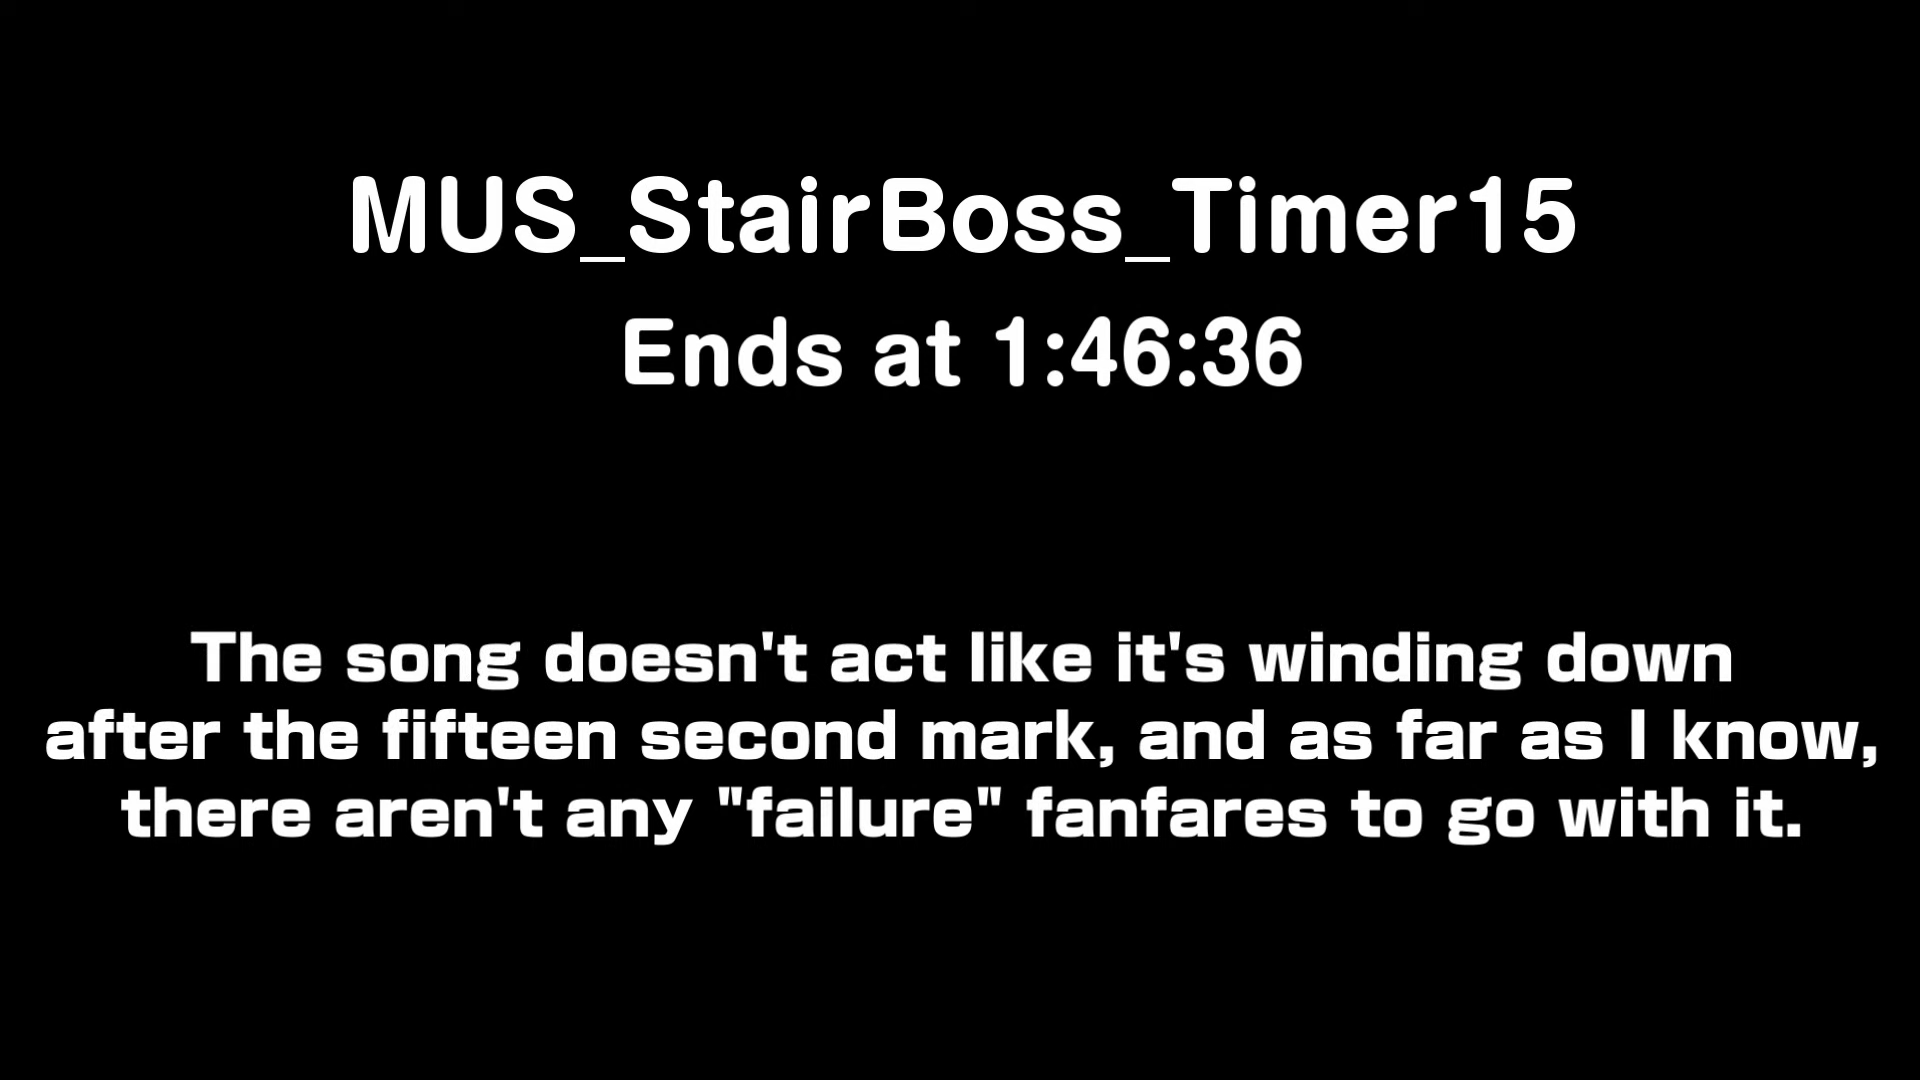 MUS_StairBoss_Timer15
Ends at 1:46:36
The song doesn't act like it's winding down
after the fifteen second mark, and as far as I know,
there aren't any "failure" fanfares to go with it.